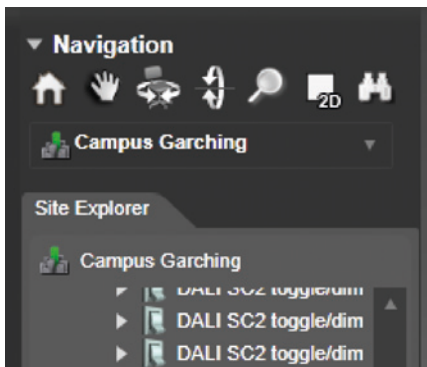 Navigation
2D
Campus Garching
Site Explorer
Campus Garching
DALI SC2 toggle/dim
DALI SC2 toggle/dim
DALI SC2 toggle/dim